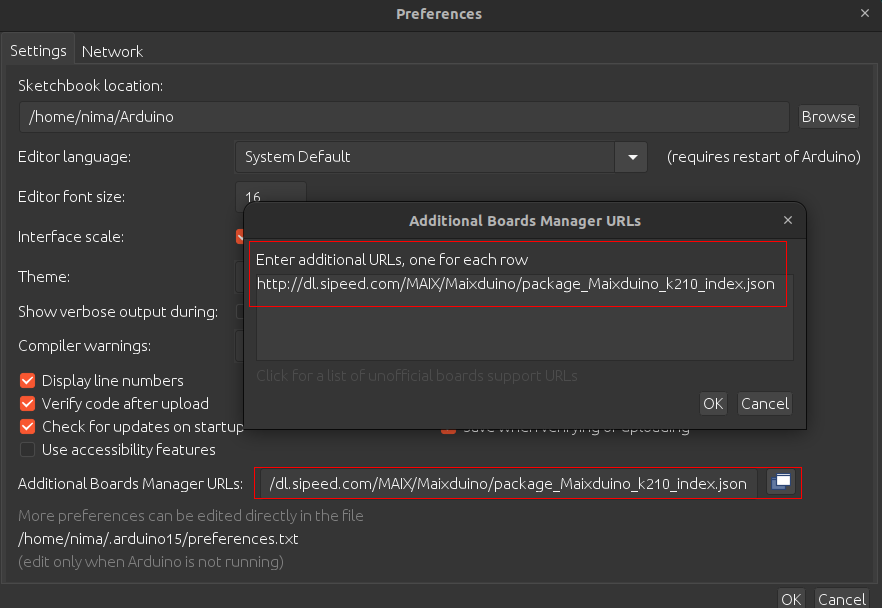 Preferences
Settings Network
Sketchbook location:
/home/nima/Arduino Browse
Editor language: System Default (requires restart of Arduino)
Editor font size: 16
Additional Boards Manager URLs
Interface scale:
Enter additional URLs, one for each row
Theme:
http://dl.sipeed.com/MAIX/Maixduino/package_Maixduino_k210_index.json
Show verbose output during:
Compiler warnings:
Click for a list of unofficial boards support URLs
Display line numbers
OK Cancel
Verify code after upload
Check for updates on startup Save when verifying or uploading
Use accessibility features
Additional Boards Manager URLs: /dl.sipeed.com/MAIX/Maixduino/package_Maixduino_k210_index.json
More preferences can be edited directly in the file
/home/nima/.arduino15/preferences.txt
(edit only when Arduino is not running)
OK Cancel